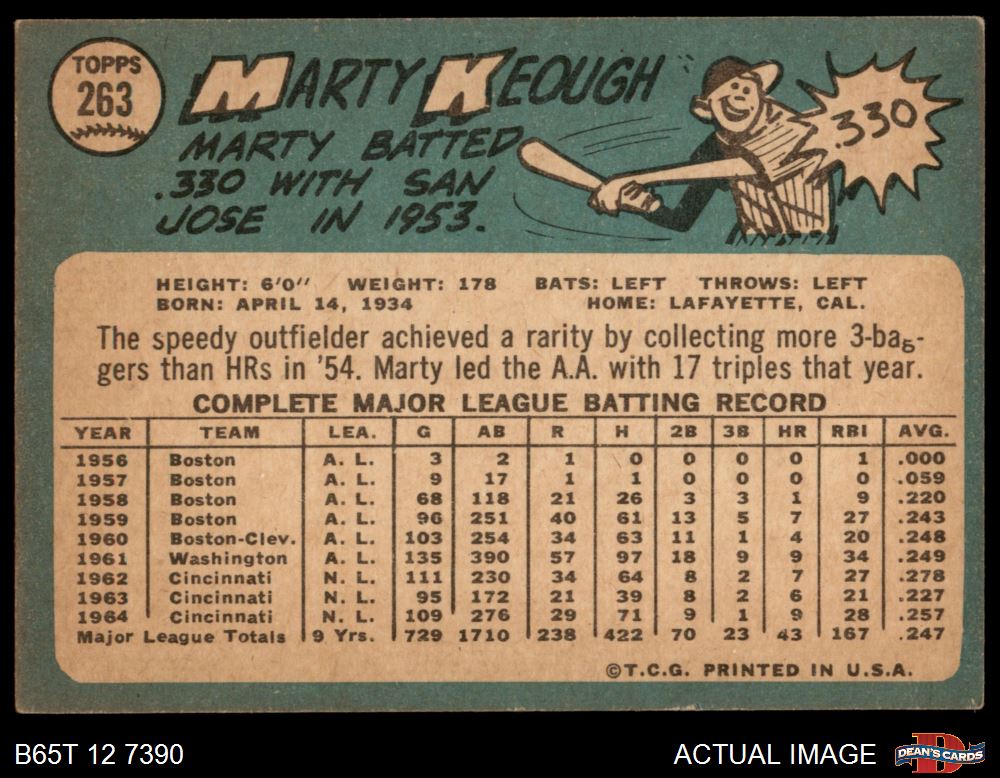 TOPPS
263
MARTY KEOUGH
MARTY BATTED
.330 WITH SAN
JOSE IN 1953.
.330
HEIGHT: 6'0" WEIGHT: 178 BATS: LEFT THROWS: LEFT
BORN: APRIL 14, 1934 HOME: LAFAYETTE, CAL.
The speedy outfielder achieved a rarity by collecting more 3-bag-
gers than HRs in '54. Marty led the A.A. with 17 triples that year.
COMPLETE MAJOR LEAGUE BATTING RECORD
YEAR TEAM LEA. G AB R H 2B 3B HR RBI AVG.
1956 Boston A. L. 3 2 1 0 0 0 0 1 .000
1957 Boston A. L. 9 17 1 1 0 0 0 0 .059
1958 Boston A. L. 68 118 21 26 3 3 1 9 .220
1959 Boston A. L. 96 251 40 61 13 5 7 27 .243
1960 Boston-Clev. A. L. 103 254 34 63 11 1 4 20 .248
1961 Washington A. L. 135 390 57 97 18 9 9 34 .249
1962 Cincinnati N. L. 111 230 34 64 8 2 7 27 .278
1963 Cincinnati N. L. 95 172 21 39 8 2 6 21 .227
1964 Cincinnati N. L. 109 276 29 71 9 1 9 28 .257
Major League Totals 9 Yrs. 729 1710 238 422 70 23 43 167 .247
©T.C.G. PRINTED IN U.S.A.
B65T 12 7390 ACTUAL IMAGE DEAN'S CARDS